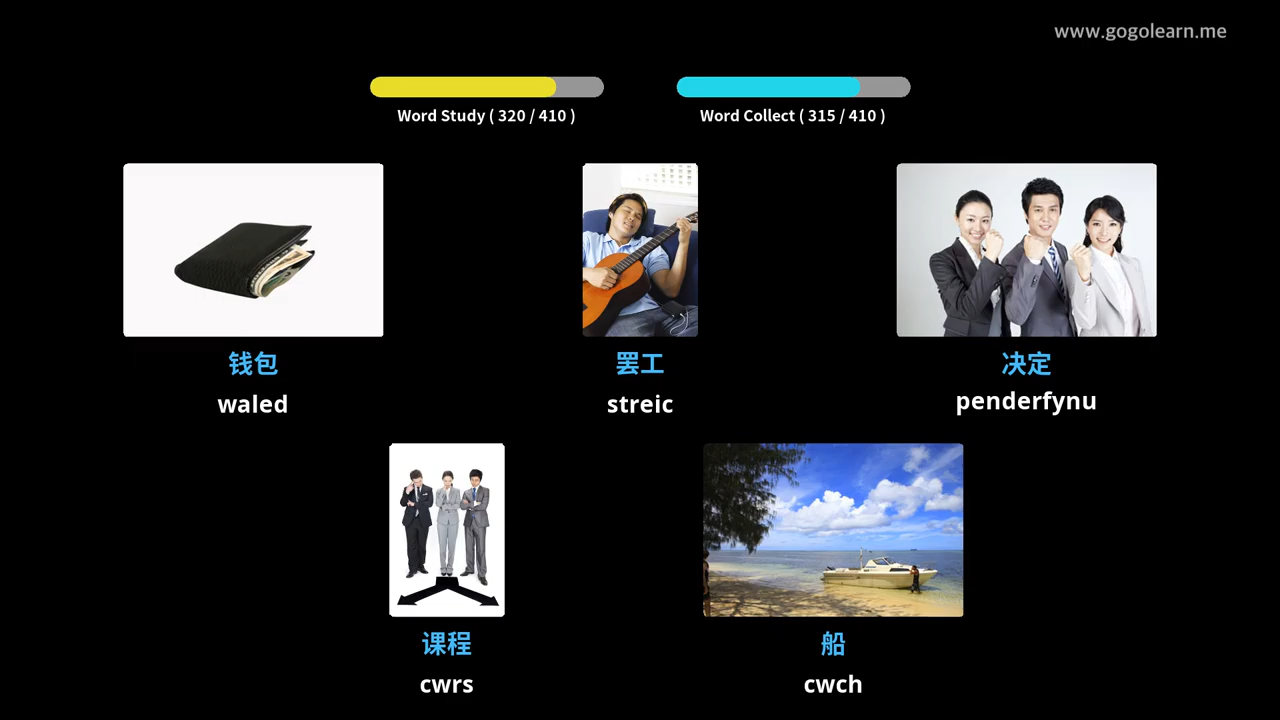 www.gogolearn.me
Word Study ( 320 / 410 )
Word Collect ( 315 / 410 )
钱包
waled
罢工
streic
决定
penderfynu
课程
cwrs
船
cwch